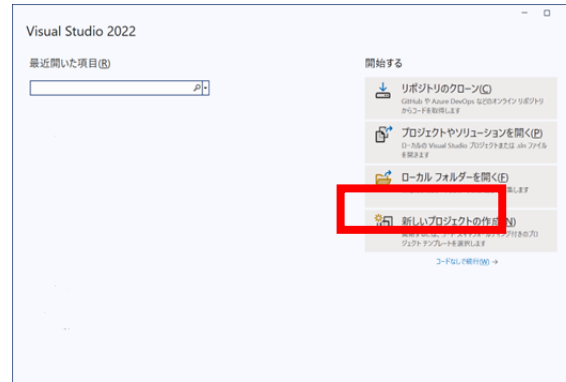 Visual Studio 2022
最近開いた項目(R)
開始する
リポジトリのクローン(C)
GitHub や Azure DevOps などのオンライン リポジトリ
からコードを取得します
プロジェクトやソリューションを開く(P)
ローカルの Visual Studio プロジェクトまたは .sln ファイル
を開きます
ローカル フォルダーを開く(F)
集します
新しいプロジェクトの作成(N)
ジェクト テンプレートを選択します
コードなしで続行(W) →